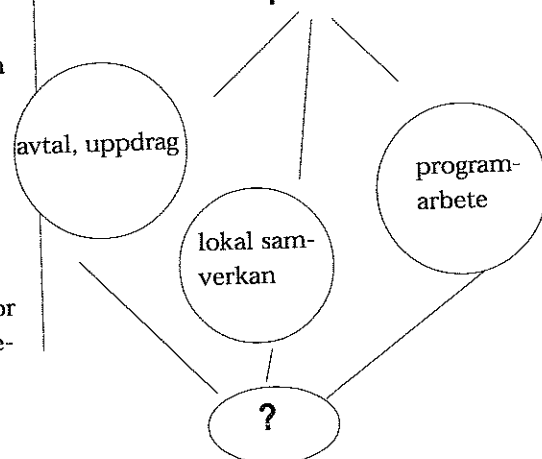 avtal, uppdrag
program-
arbete
lokal sam-
verkan
?